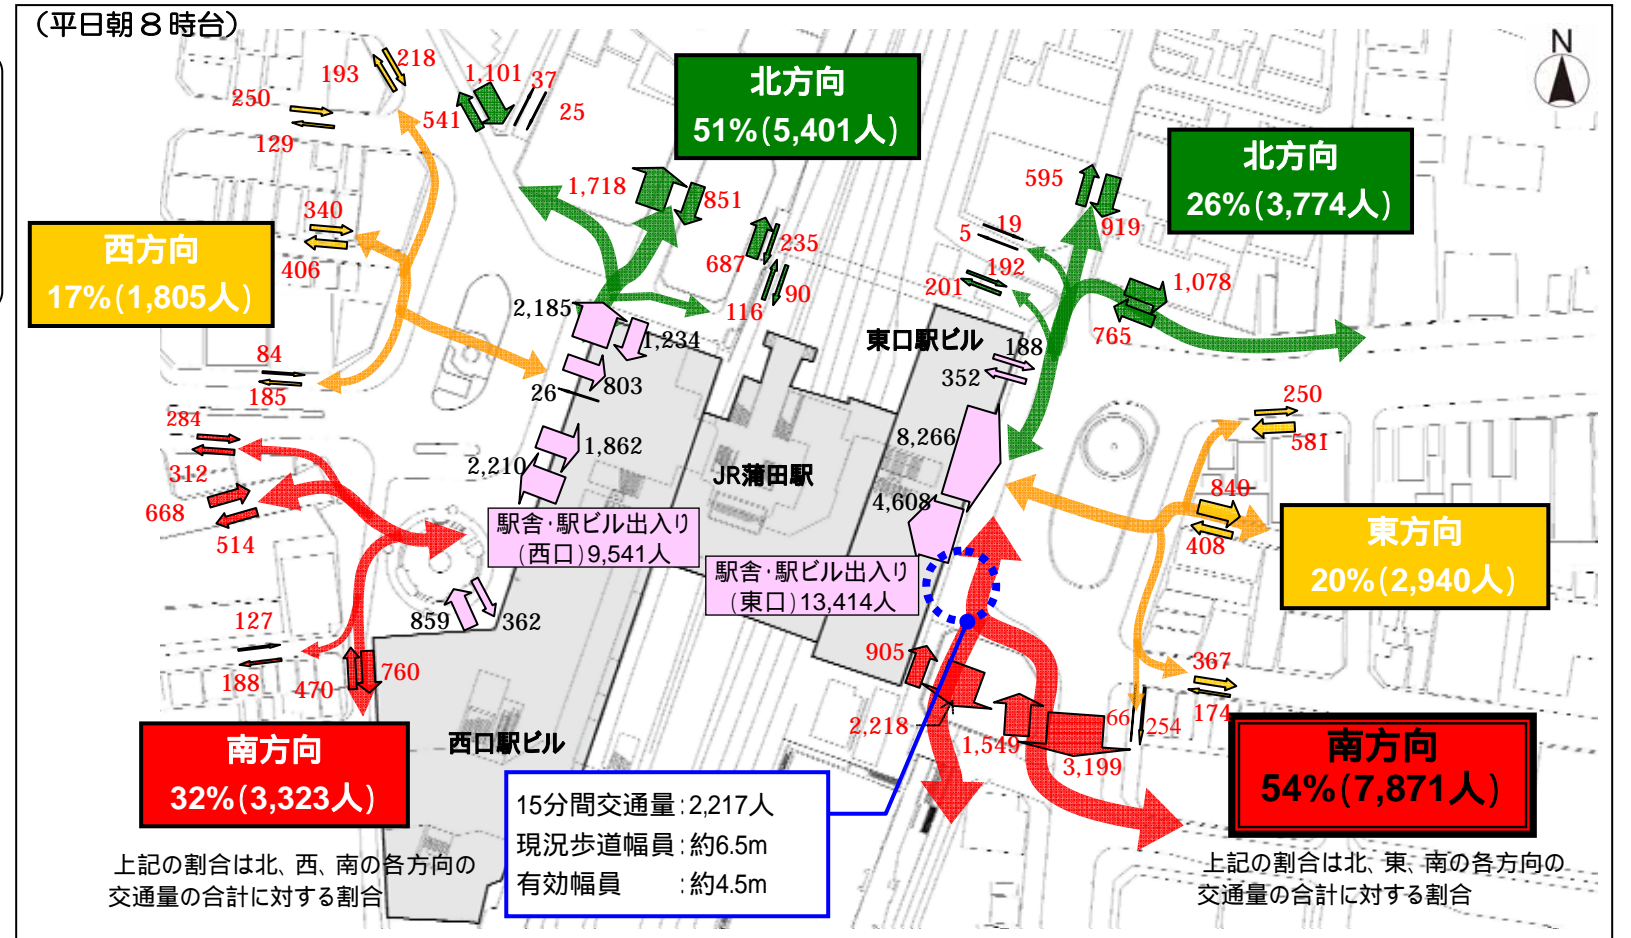 (平日朝８時台)
N
193
218
250
129
1,101
37
541
25
北方向
51%(5,401人)
北方向
26%(3,774人)
1,718
851
595
919
5
19
340
406
西方向
17%(1,805人)
235
687
116
90
201
192
1,078
765
2,185
1,234
東口駅ビル
188
352
84
185
26
803
284
312
668
514
2,210
1,862
8,266
JR蒲田駅
4,608
250
581
840
408
駅舎・駅ビル出入り
(西口)9,541人
駅舎・駅ビル出入り
(東口)13,414人
東方向
20%(2,940人)
859
362
127
188
470
760
905
2,218
1,549
3,199
66
254
367
174
南方向
32%(3,323人)
西口駅ビル
南方向
54%(7,871人)
15分間交通量:2,217人
現況歩道幅員:約6.5m
有効幅員　　:約4.5m
上記の割合は北、西、南の各方向の
交通量の合計に対する割合
上記の割合は北、東、南の各方向の
交通量の合計に対する割合